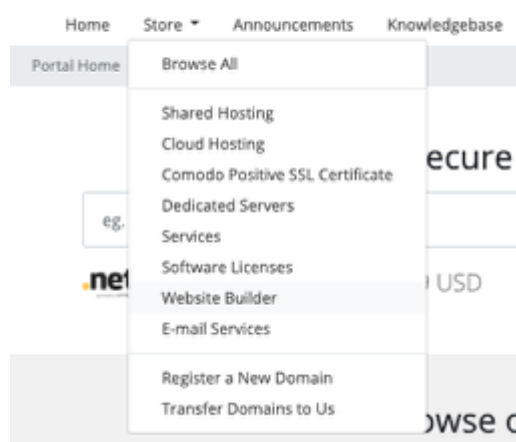 Home Store Announcements Knowledgebase
Portal Home
Browse All
Shared Hosting
Cloud Hosting
ecure
Comodo Positive SSL Certificate
Dedicated Servers
eg.
Services
Software Licenses
.net
USD
Website Builder
E-mail Services
Register a New Domain
Transfer Domains to Us
owse